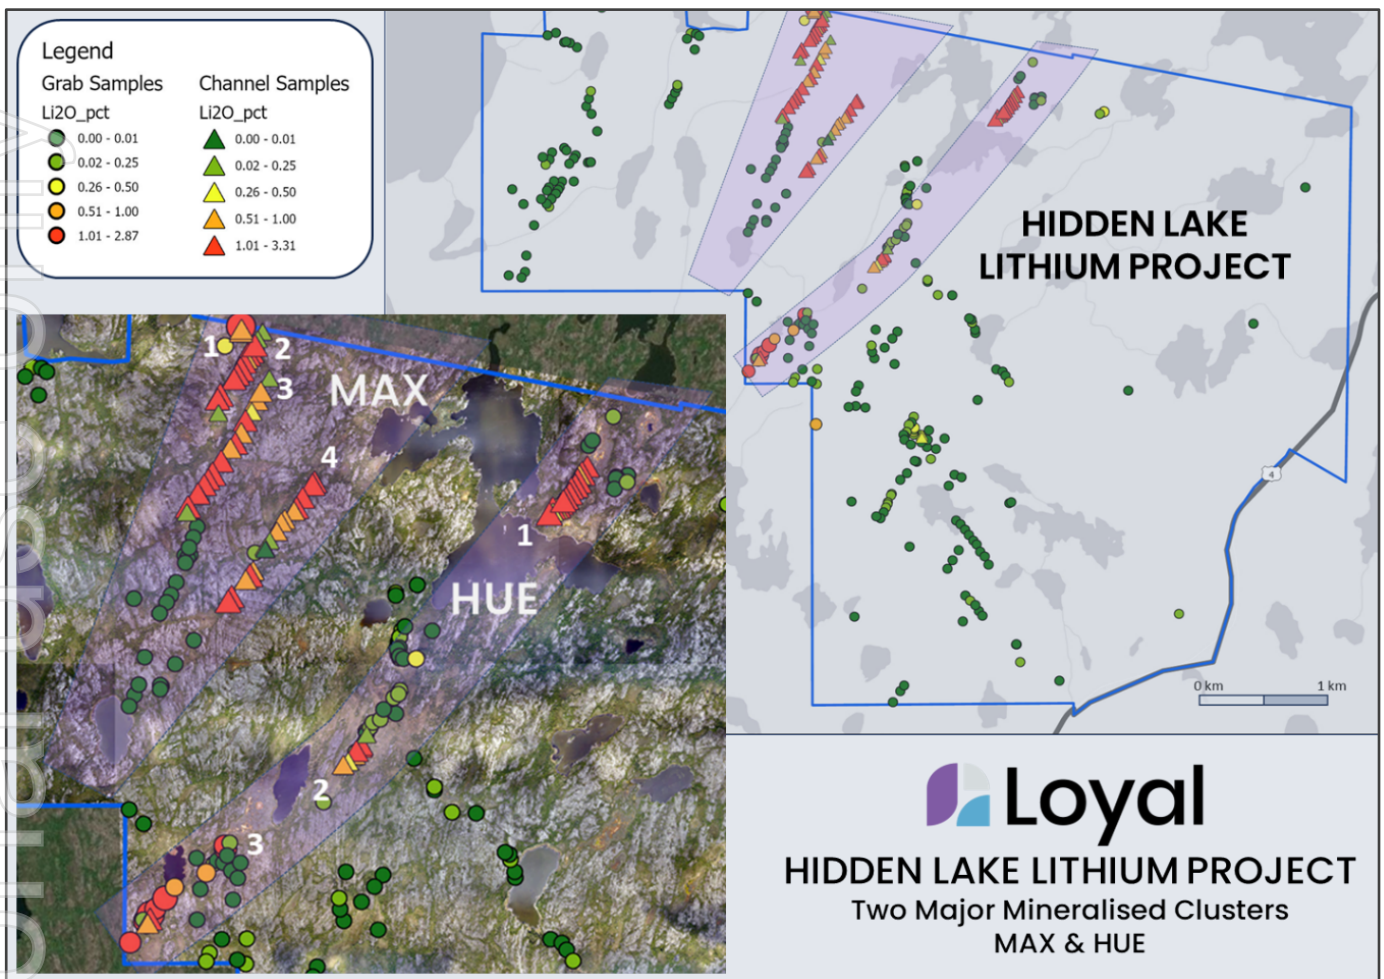 Legend
Grab Samples
Li2O_pct
0.00 - 0.01
0.02 - 0.25
0.26 - 0.50
0.51 - 1.00
1.01 - 2.87
Channel Samples
Li2O_pct
0.00 - 0.01
0.02 - 0.25
0.26 - 0.50
0.51 - 1.00
1.01 - 3.31
HIDDEN LAKE
LITHIUM PROJECT
4
0 km 1 km
1
2
3
MAX
4
1
HUE
2
3
Loyal
HIDDEN LAKE LITHIUM PROJECT
Two Major Mineralised Clusters
MAX & HUE